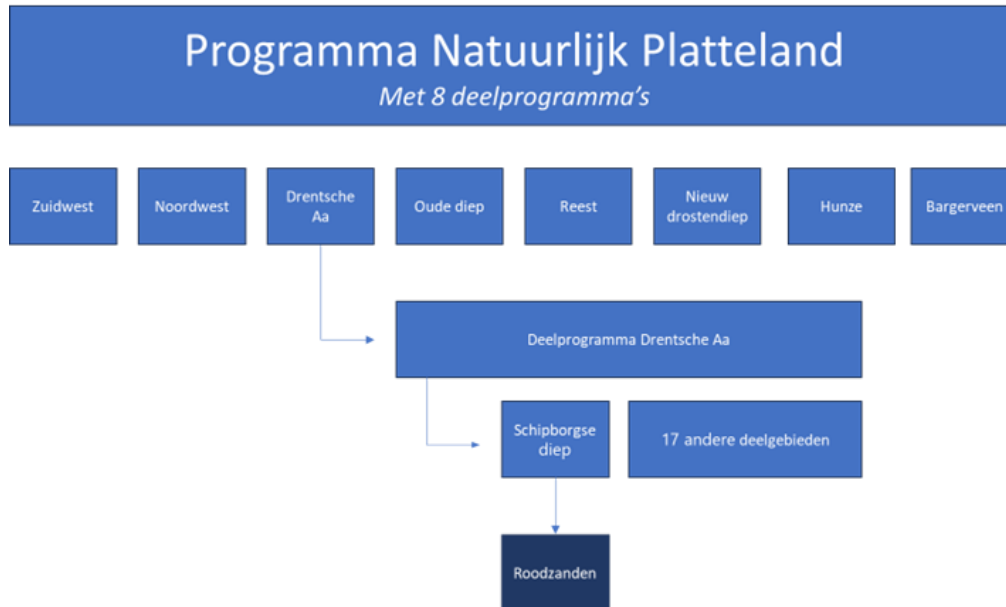 Programma Natuurlijk Platteland
Met 8 deelprogramma's
Zuidwest
Noordwest
Drentsche
Aa
Oude diep
Reest
Nieuw
drostendiep
Hunze
Bargerveen
Deelprogramma Drentsche Aa
Schipborgse
diep
17 andere deelgebieden
Roodzanden